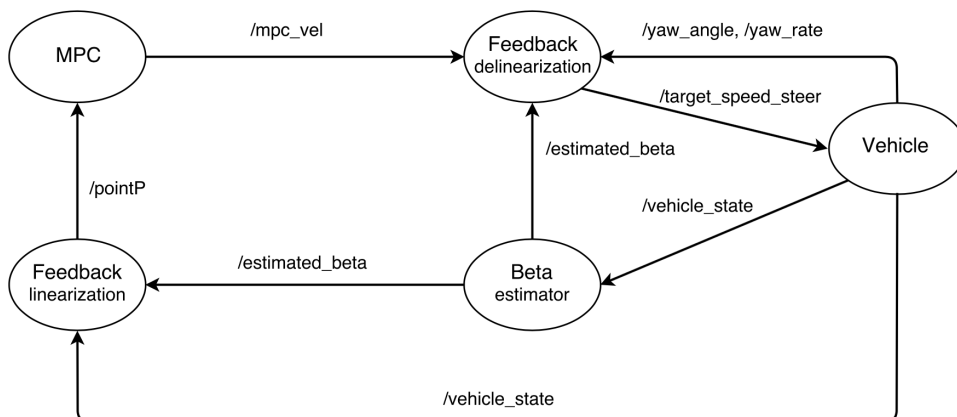 /mpc_vel
/yaw_angle, /yaw_rate
MPC
Feedback
delinearization
/target_speed_steer
Vehicle
/estimated_beta
/pointP
/vehicle_state
Feedback
linearization
/estimated_beta
Beta
estimator
/vehicle_state